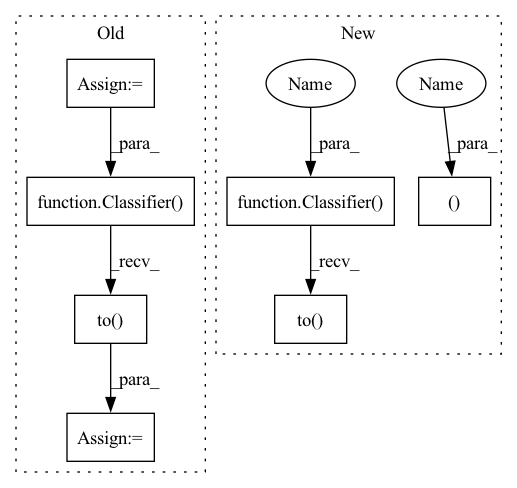 Old
Assign:=
_para_
function.Classifier()
_recv_
to()
_para_
Assign:=
New
Name
Name
_para_
_para_
function.Classifier()
()
_recv_
to()